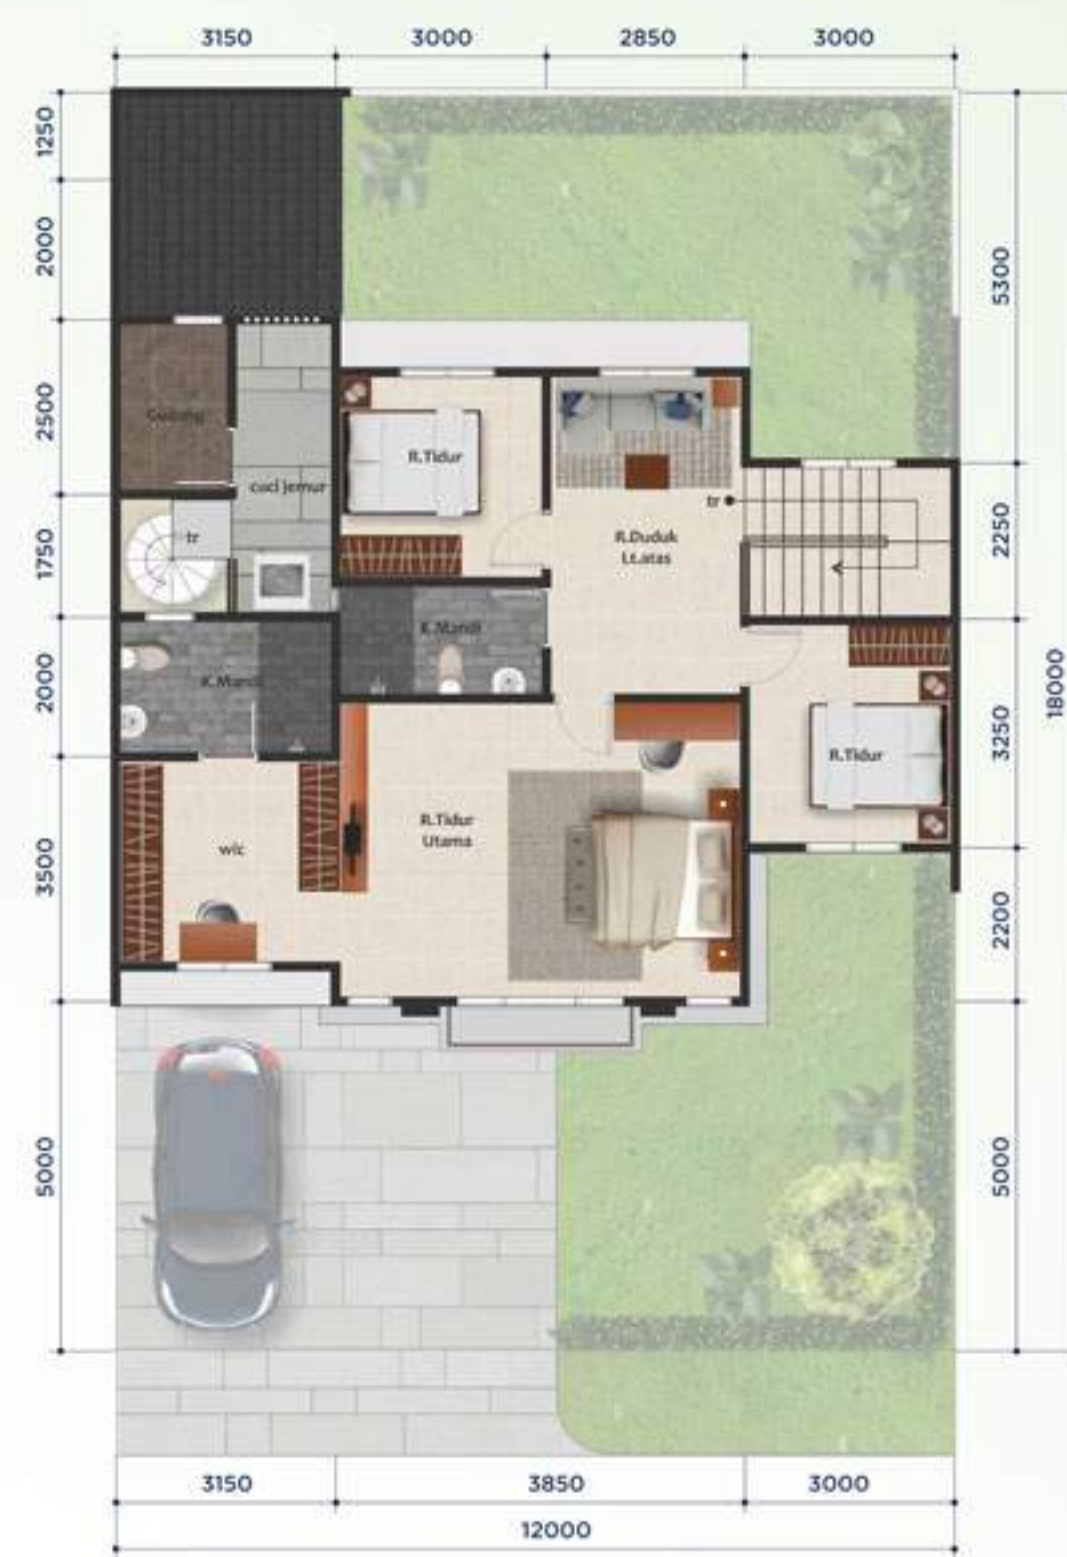 3150 3000 2850 3000
1250
2000
5300
2500
Gudang
R.Tidur
cuci jemur
tr
tr
R.Duduk
Lt.atas
1750
2250
K.Mandi
K.Mandi
2000
3250
18000
R.Tidur
R.Tidur
Utama
wic
3500
2200
5000
5000
3150 3850 3000
12000